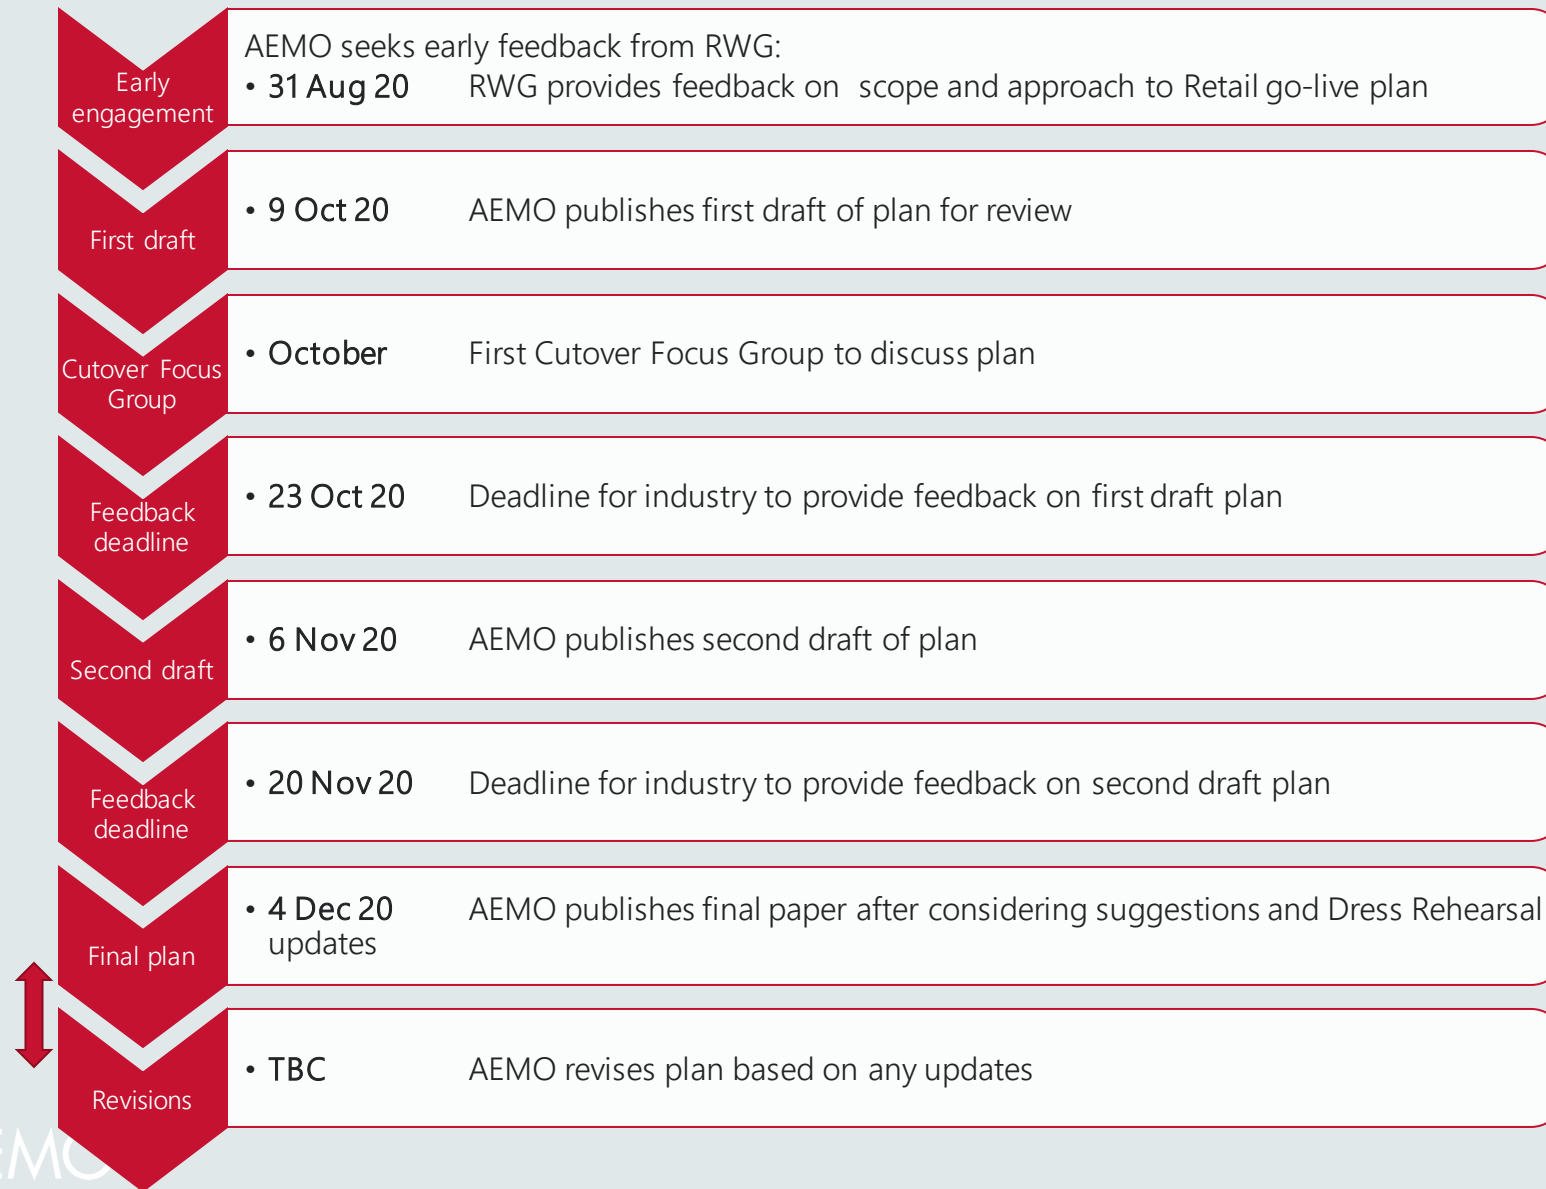 Early
engagement
AEMO seeks early feedback from RWG:
• 31 Aug 20 RWG provides feedback on scope and approach to Retail go-live plan
First draft
• 9 Oct 20 AEMO publishes first draft of plan for review
Cutover Focus
Group
• October First Cutover Focus Group to discuss plan
Feedback
deadline
• 23 Oct 20 Deadline for industry to provide feedback on first draft plan
Second draft
• 6 Nov 20 AEMO publishes second draft of plan
Feedback
deadline
• 20 Nov 20 Deadline for industry to provide feedback on second draft plan
Final plan
• 4 Dec 20 AEMO publishes final paper after considering suggestions and Dress Rehearsal
updates
Revisions
• TBC AEMO revises plan based on any updates